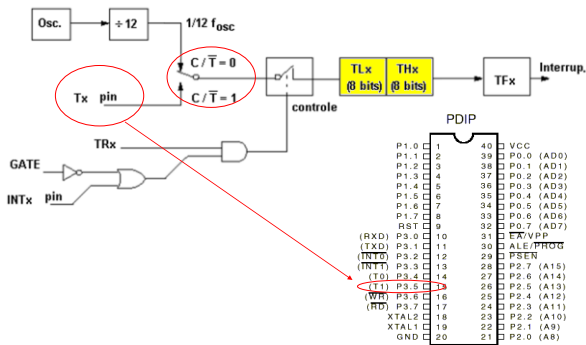 Osc.
÷ 12
1/12 fosc
C / T̅ = 0
Tx pin
C / T̅ = 1
controle
TLx
(8 bits)
THx
(8 bits)
TFx
Interrup.
TRx
GATE
INTx pin
PDIP
P1.0 1 40 VCC
P1.1 2 39 P0.0 (AD0)
P1.2 3 38 P0.1 (AD1)
P1.3 4 37 P0.2 (AD2)
P1.4 5 36 P0.3 (AD3)
P1.5 6 35 P0.4 (AD4)
P1.6 7 34 P0.5 (AD5)
P1.7 8 33 P0.6 (AD6)
RST 9 32 P0.7 (AD7)
(RXD) P3.0 10 31 E̅A̅/VPP
(TXD) P3.1 11 30 ALE/P̅R̅O̅G̅
(I̅N̅T̅0̅) P3.2 12 29 P̅S̅E̅N̅
(I̅N̅T̅1̅) P3.3 13 28 P2.7 (A15)
(T0) P3.4 14 27 P2.6 (A14)
(T1) P3.5 15 26 P2.5 (A13)
(W̅R̅) P3.6 16 25 P2.4 (A12)
(R̅D̅) P3.7 17 24 P2.3 (A11)
XTAL2 18 23 P2.2 (A10)
XTAL1 19 22 P2.1 (A9)
GND 20 21 P2.0 (A8)